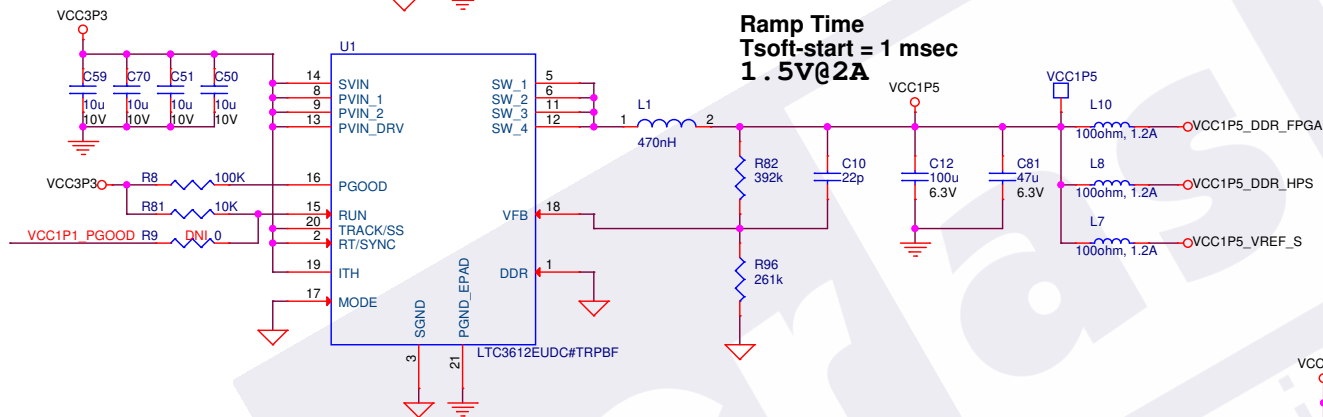 VCC3P3
C59
10u
10V
C70
10u
10V
C51
10u
10V
C50
10u
10V
VCC3P3
R8
100K
R81
10K
VCC1P1_PGOOD
R9
DNI
0
U1
14
SVIN
8
PVIN_1
9
PVIN_2
13
PVIN_DRV
16
PGOOD
15
RUN
20
TRACK/SS
2
RT/SYNC
19
ITH
17
MODE
SW_1
5
SW_2
6
SW_3
11
SW_4
12
VFB
18
DDR
1
SGND
3
PGND_EPAD
21
LTC3612EUDC#TRPBF
Ramp Time
Tsoft-start = 1 msec
1.5V@2A
L1
1
2
470nH
R82
392k
C10
22p
R96
261k
VCC1P5
C12
100u
6.3V
C81
47u
6.3V
VCC1P5
L10
100ohm, 1.2A
VCC1P5_DDR_FPGA
L8
100ohm, 1.2A
VCC1P5_DDR_HPS
L7
100ohm, 1.2A
VCC1P5_VREF_S